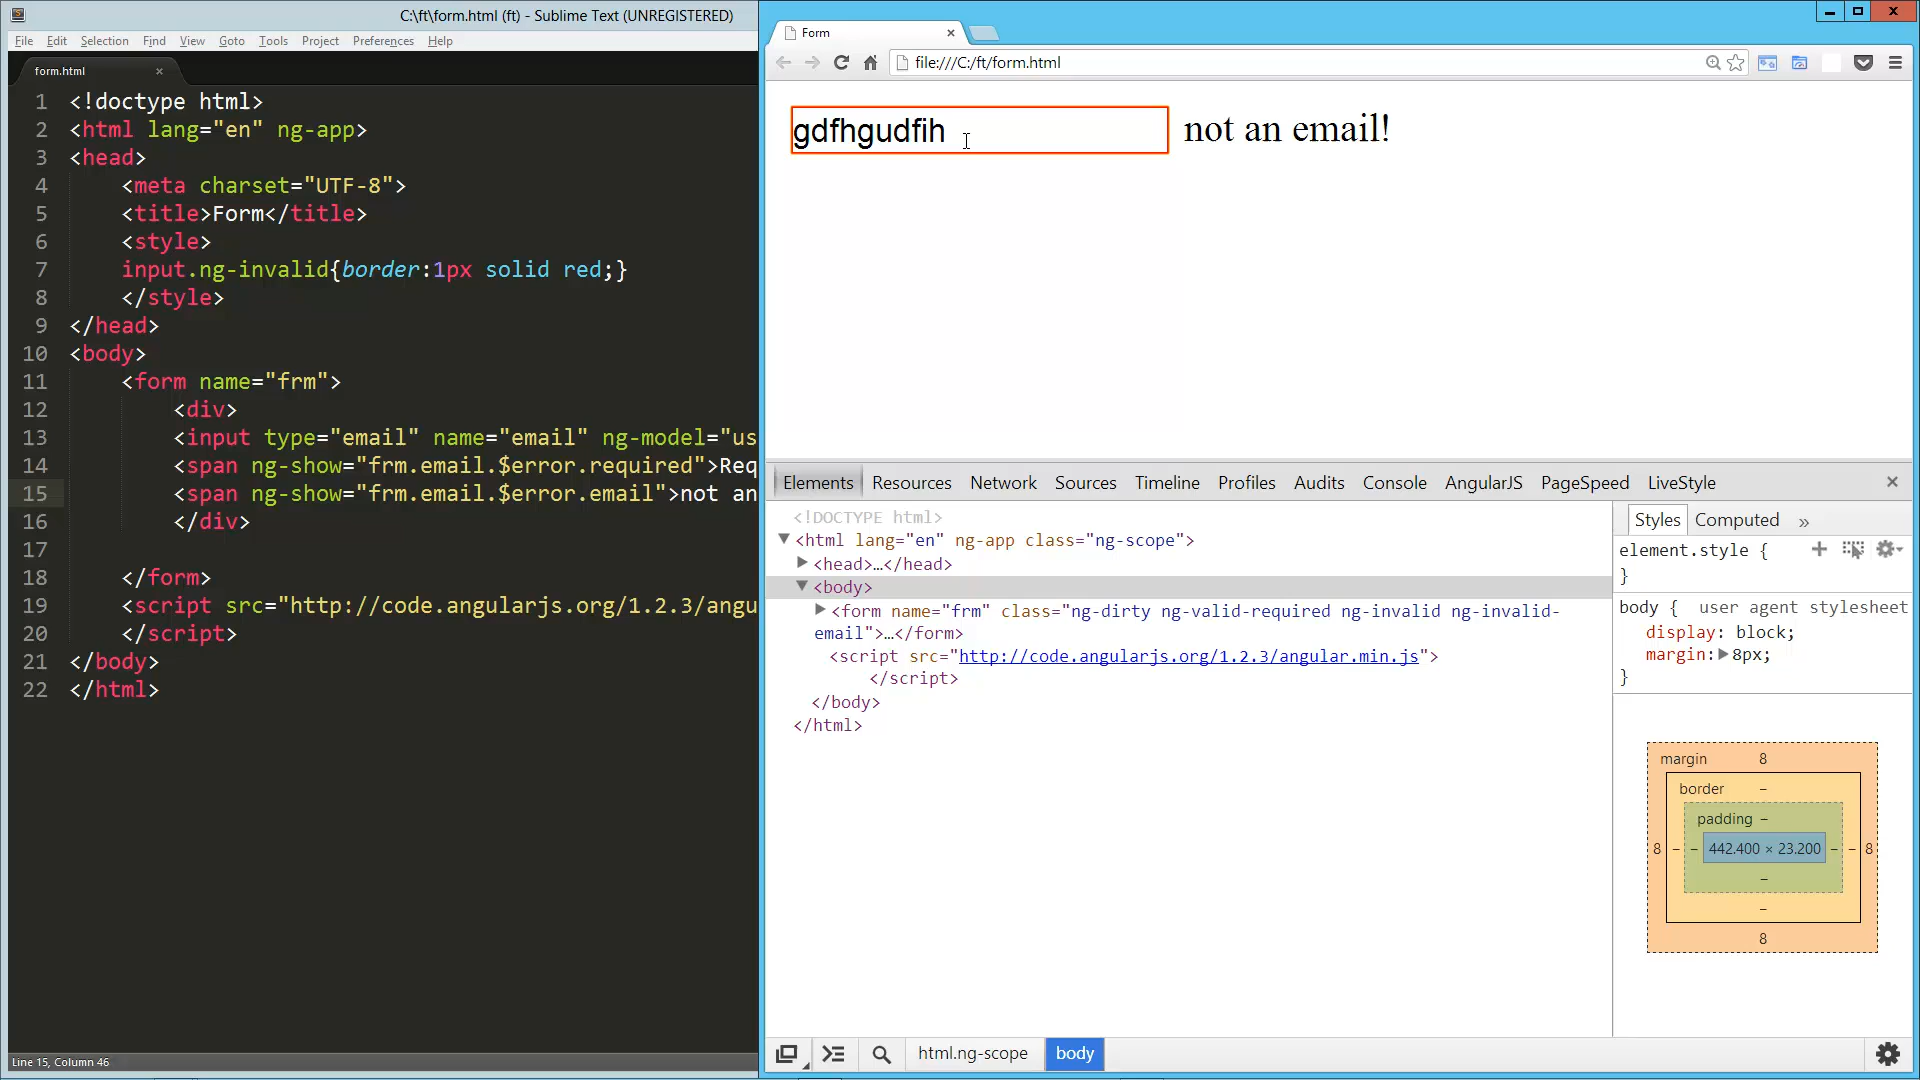 C:\ft\form.html (ft) - Sublime Text (UNREGISTERED)
File Edit Selection Find View Goto Tools Project Preferences Help
form.html ×
1 <!doctype html>
2 <html lang="en" ng-app>
3 <head>
4 <meta charset="UTF-8">
5 <title>Form</title>
6 <style>
7 input.ng-invalid{border:1px solid red;}
8 </style>
9 </head>
10 <body>
11 <form name="frm">
12 <div>
13 <input type="email" name="email" ng-model="us
14 <span ng-show="frm.email.$error.required">Req
15 <span ng-show="frm.email.$error.email">not an
16 </div>
17
18 </form>
19 <script src="http://code.angularjs.org/1.2.3/angu
20 </script>
21 </body>
22 </html>
Line 15, Column 46
Form ×
file:///C:/ft/form.html
gdfhgudfih not an email!
Elements Resources Network Sources Timeline Profiles Audits Console AngularJS PageSpeed LiveStyle ×
<!DOCTYPE html>
<html lang="en" ng-app class="ng-scope">
<head>…</head>
<body>
<form name="frm" class="ng-dirty ng-valid-required ng-invalid ng-invalid-
email">…</form>
<script src="http://code.angularjs.org/1.2.3/angular.min.js">
</script>
</body>
</html>
Styles Computed »
element.style {
}
body { user agent stylesheet
display: block;
margin: 8px;
}
margin 8
border –
padding –
8 – – 442.400 × 23.200 – – 8
–
–
8
html.ng-scope body